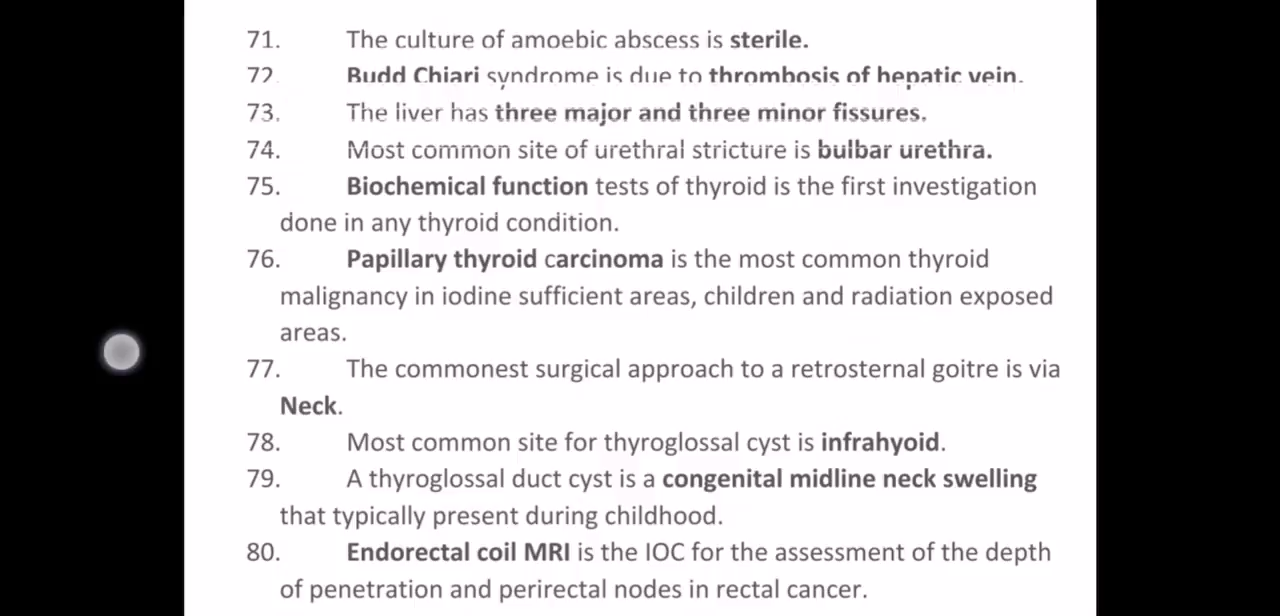 71. The culture of amoebic abscess is sterile.
72. Budd Chiari syndrome is due to thrombosis of hepatic vein.
73. The liver has three major and three minor fissures.
74. Most common site of urethral stricture is bulbar urethra.
75. Biochemical function tests of thyroid is the first investigation
done in any thyroid condition.
76. Papillary thyroid carcinoma is the most common thyroid
malignancy in iodine sufficient areas, children and radiation exposed
areas.
77. The commonest surgical approach to a retrosternal goitre is via
Neck.
78. Most common site for thyroglossal cyst is infrahyoid.
79. A thyroglossal duct cyst is a congenital midline neck swelling
that typically present during childhood.
80. Endorectal coil MRI is the IOC for the assessment of the depth
of penetration and perirectal nodes in rectal cancer.